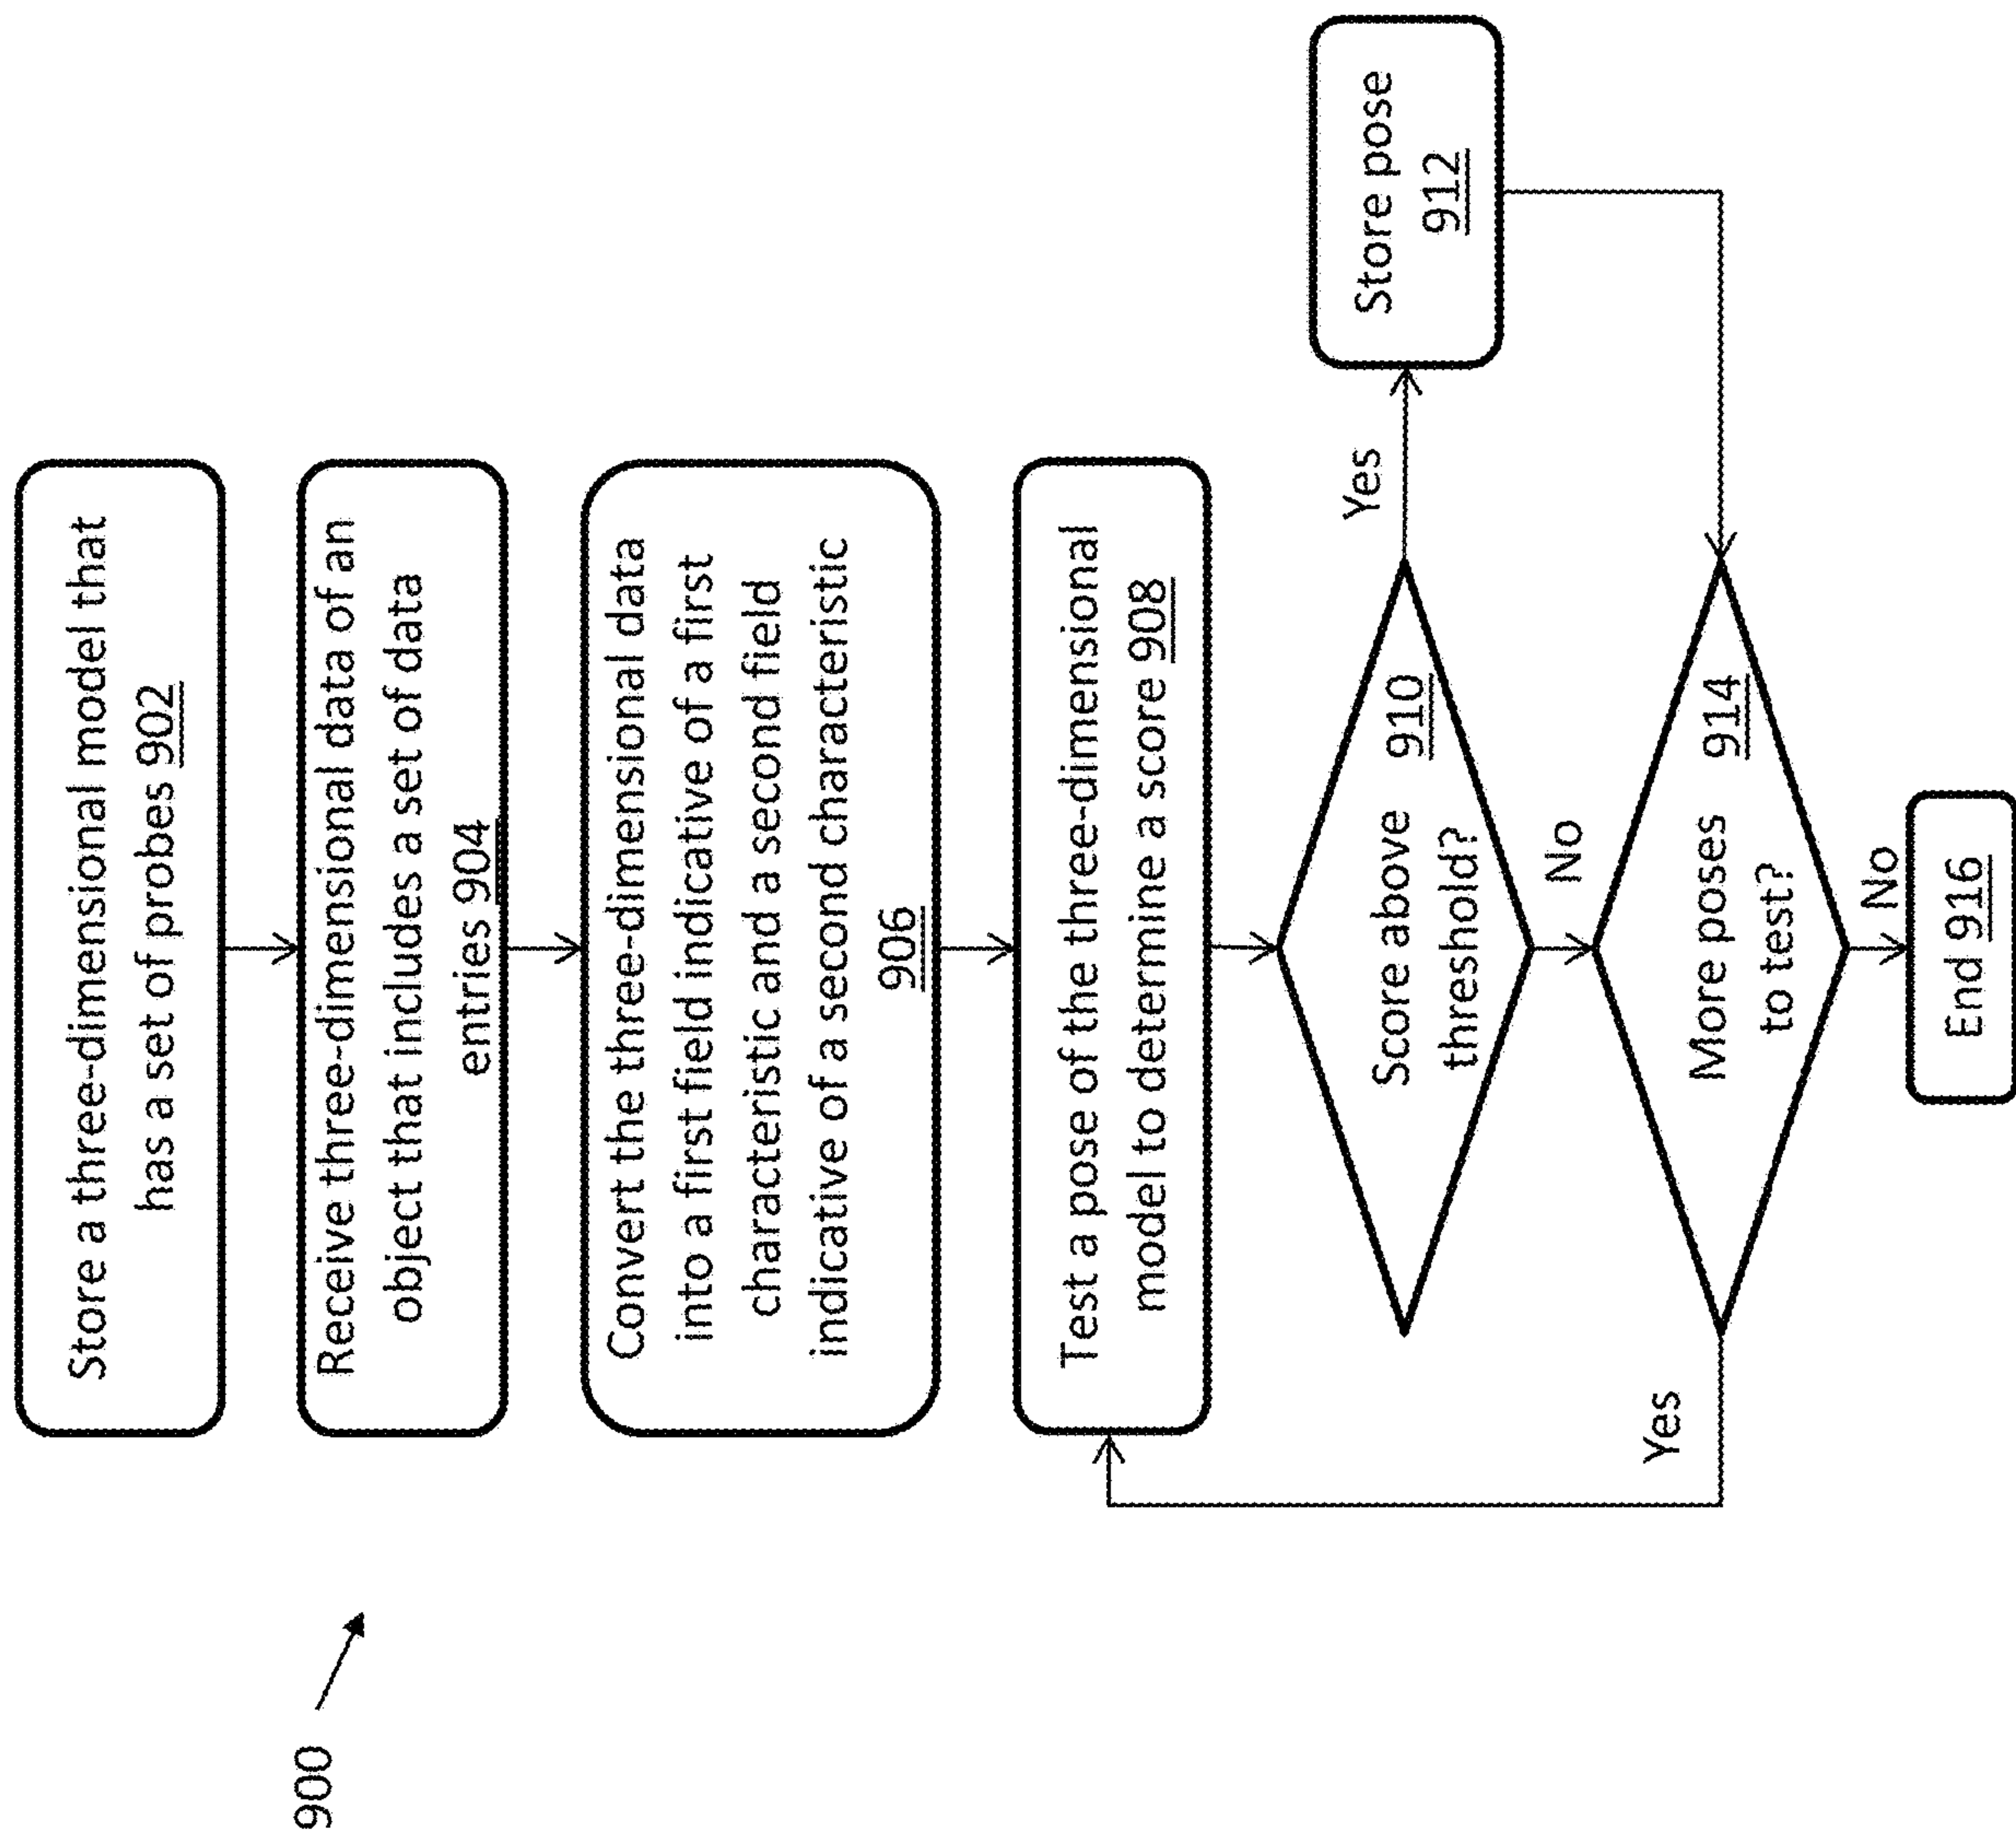 900
Store a three-dimensional model that
has a set of probes 902
Receive three-dimensional data of an
object that includes a set of data
entries 904
Convert the three-dimensional data
into a first field indicative of a first
characteristic and a second field
indicative of a second characteristic
906
Test a pose of the three-dimensional
model to determine a score 908
Score above
threshold?
910
Yes
Store pose
912
No
More poses
to test?
914
Yes
No
End 916